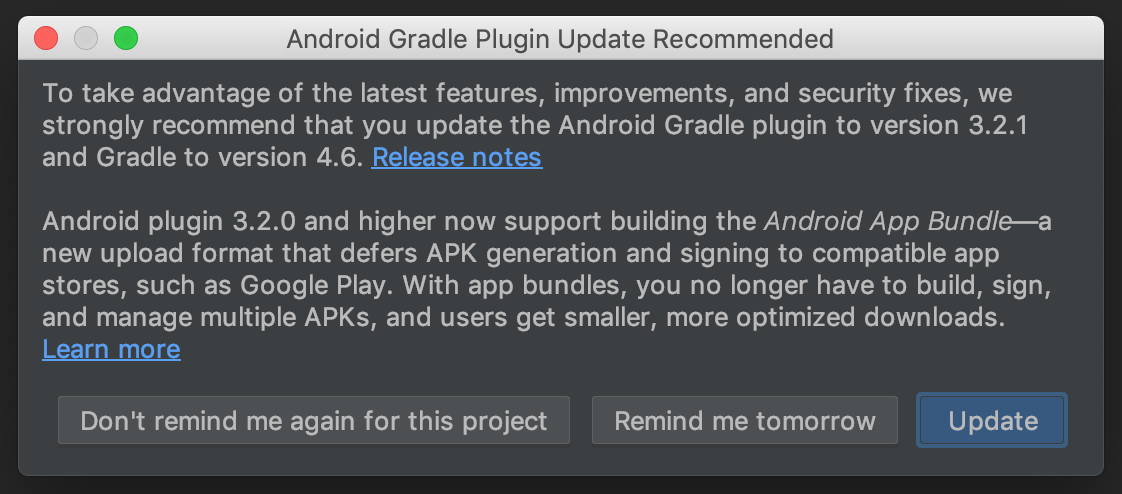 Android Gradle Plugin Update Recommended
To take advantage of the latest features, improvements, and security fixes, we
strongly recommend that you update the Android Gradle plugin to version 3.2.1
and Gradle to version 4.6. Release notes
Android plugin 3.2.0 and higher now support building the Android App Bundle—a
new upload format that defers APK generation and signing to compatible app
stores, such as Google Play. With app bundles, you no longer have to build, sign,
and manage multiple APKs, and users get smaller, more optimized downloads.
Learn more
Don't remind me again for this project Remind me tomorrow Update